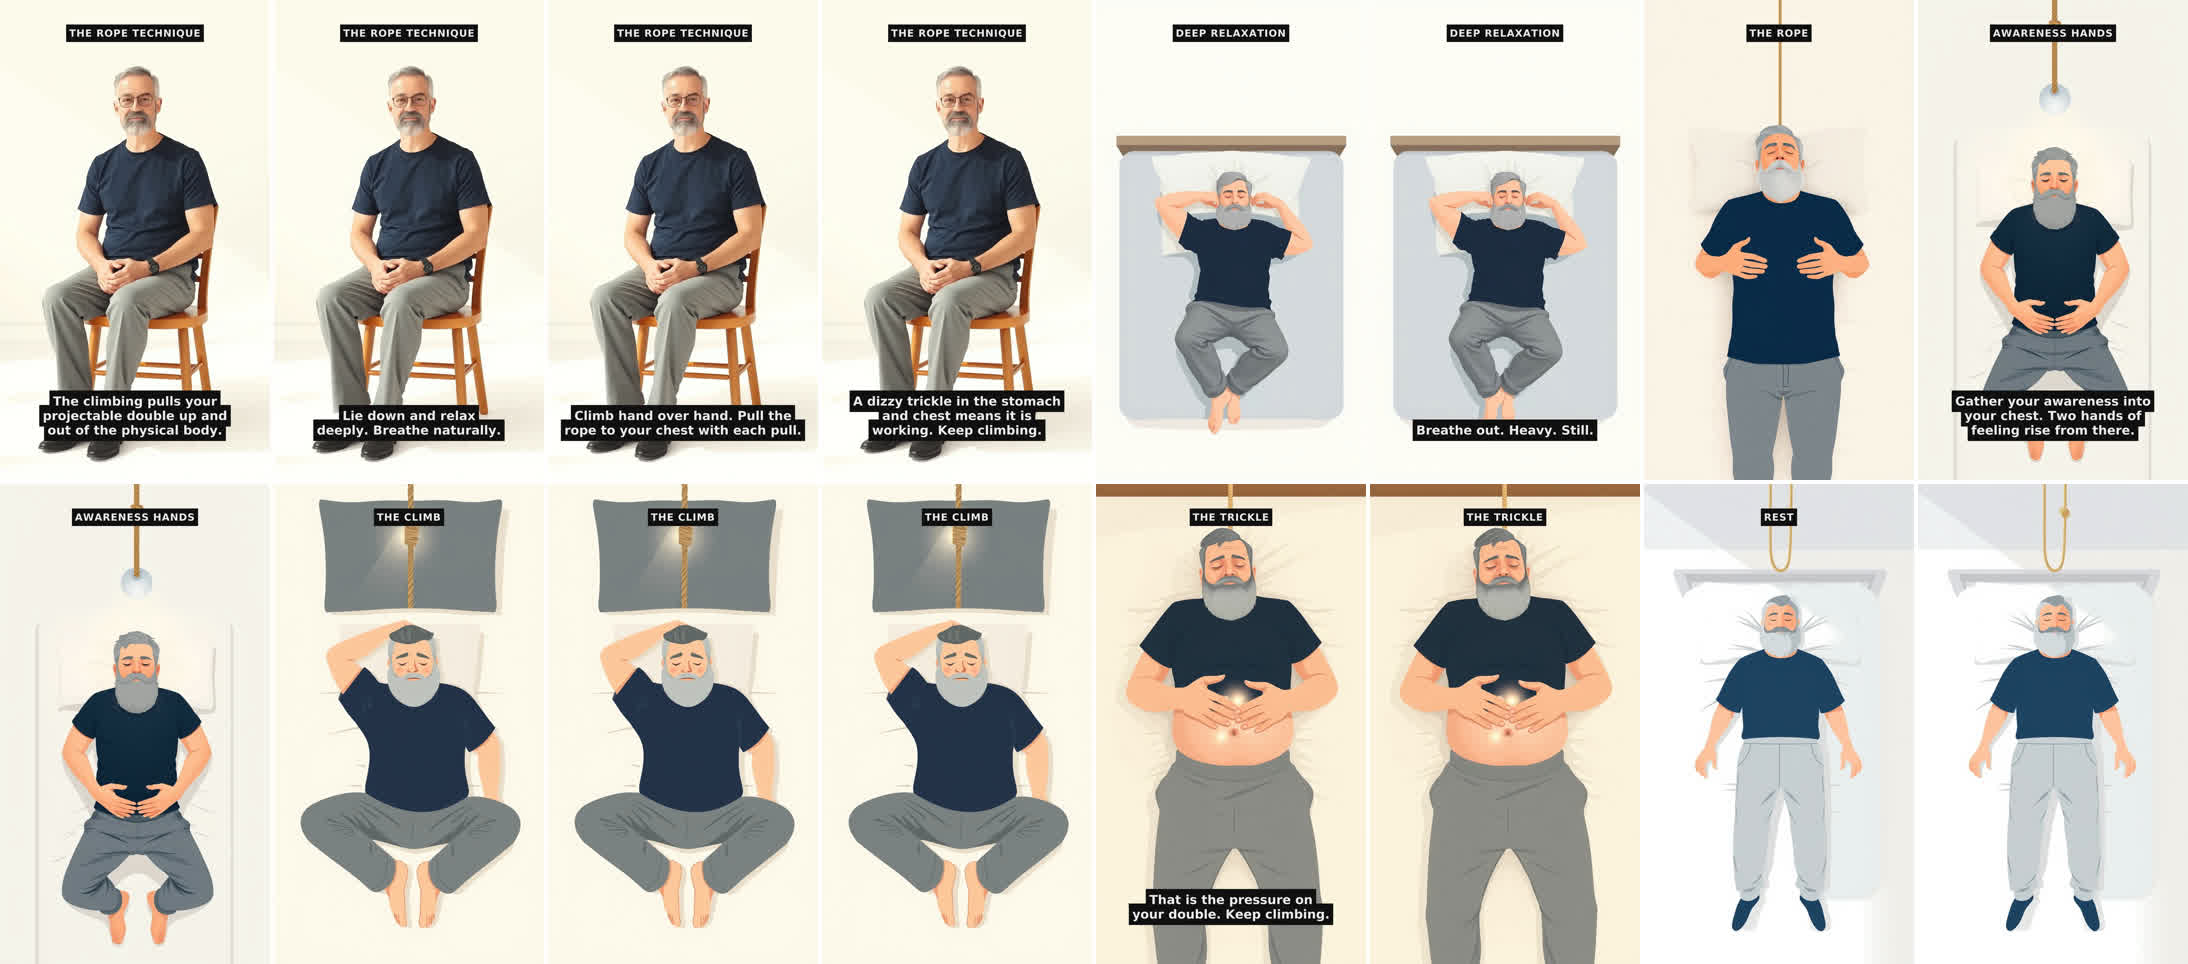 THE ROPE TECHNIQUE
The climbing pulls your
projectable double up and
out of the physical body.
THE ROPE TECHNIQUE
Lie down and relax
deeply. Breathe naturally.
THE ROPE TECHNIQUE
Climb hand over hand. Pull the
rope to your chest with each pull.
THE ROPE TECHNIQUE
A dizzy trickle in the stomach
and chest means it is
working. Keep climbing.
DEEP RELAXATION
DEEP RELAXATION
Breathe out. Heavy. Still.
THE ROPE
AWARENESS HANDS
Gather your awareness into
your chest. Two hands of
feeling rise from there.
AWARENESS HANDS
THE CLIMB
THE CLIMB
THE CLIMB
THE TRICKLE
That is the pressure on
your double. Keep climbing.
THE TRICKLE
REST